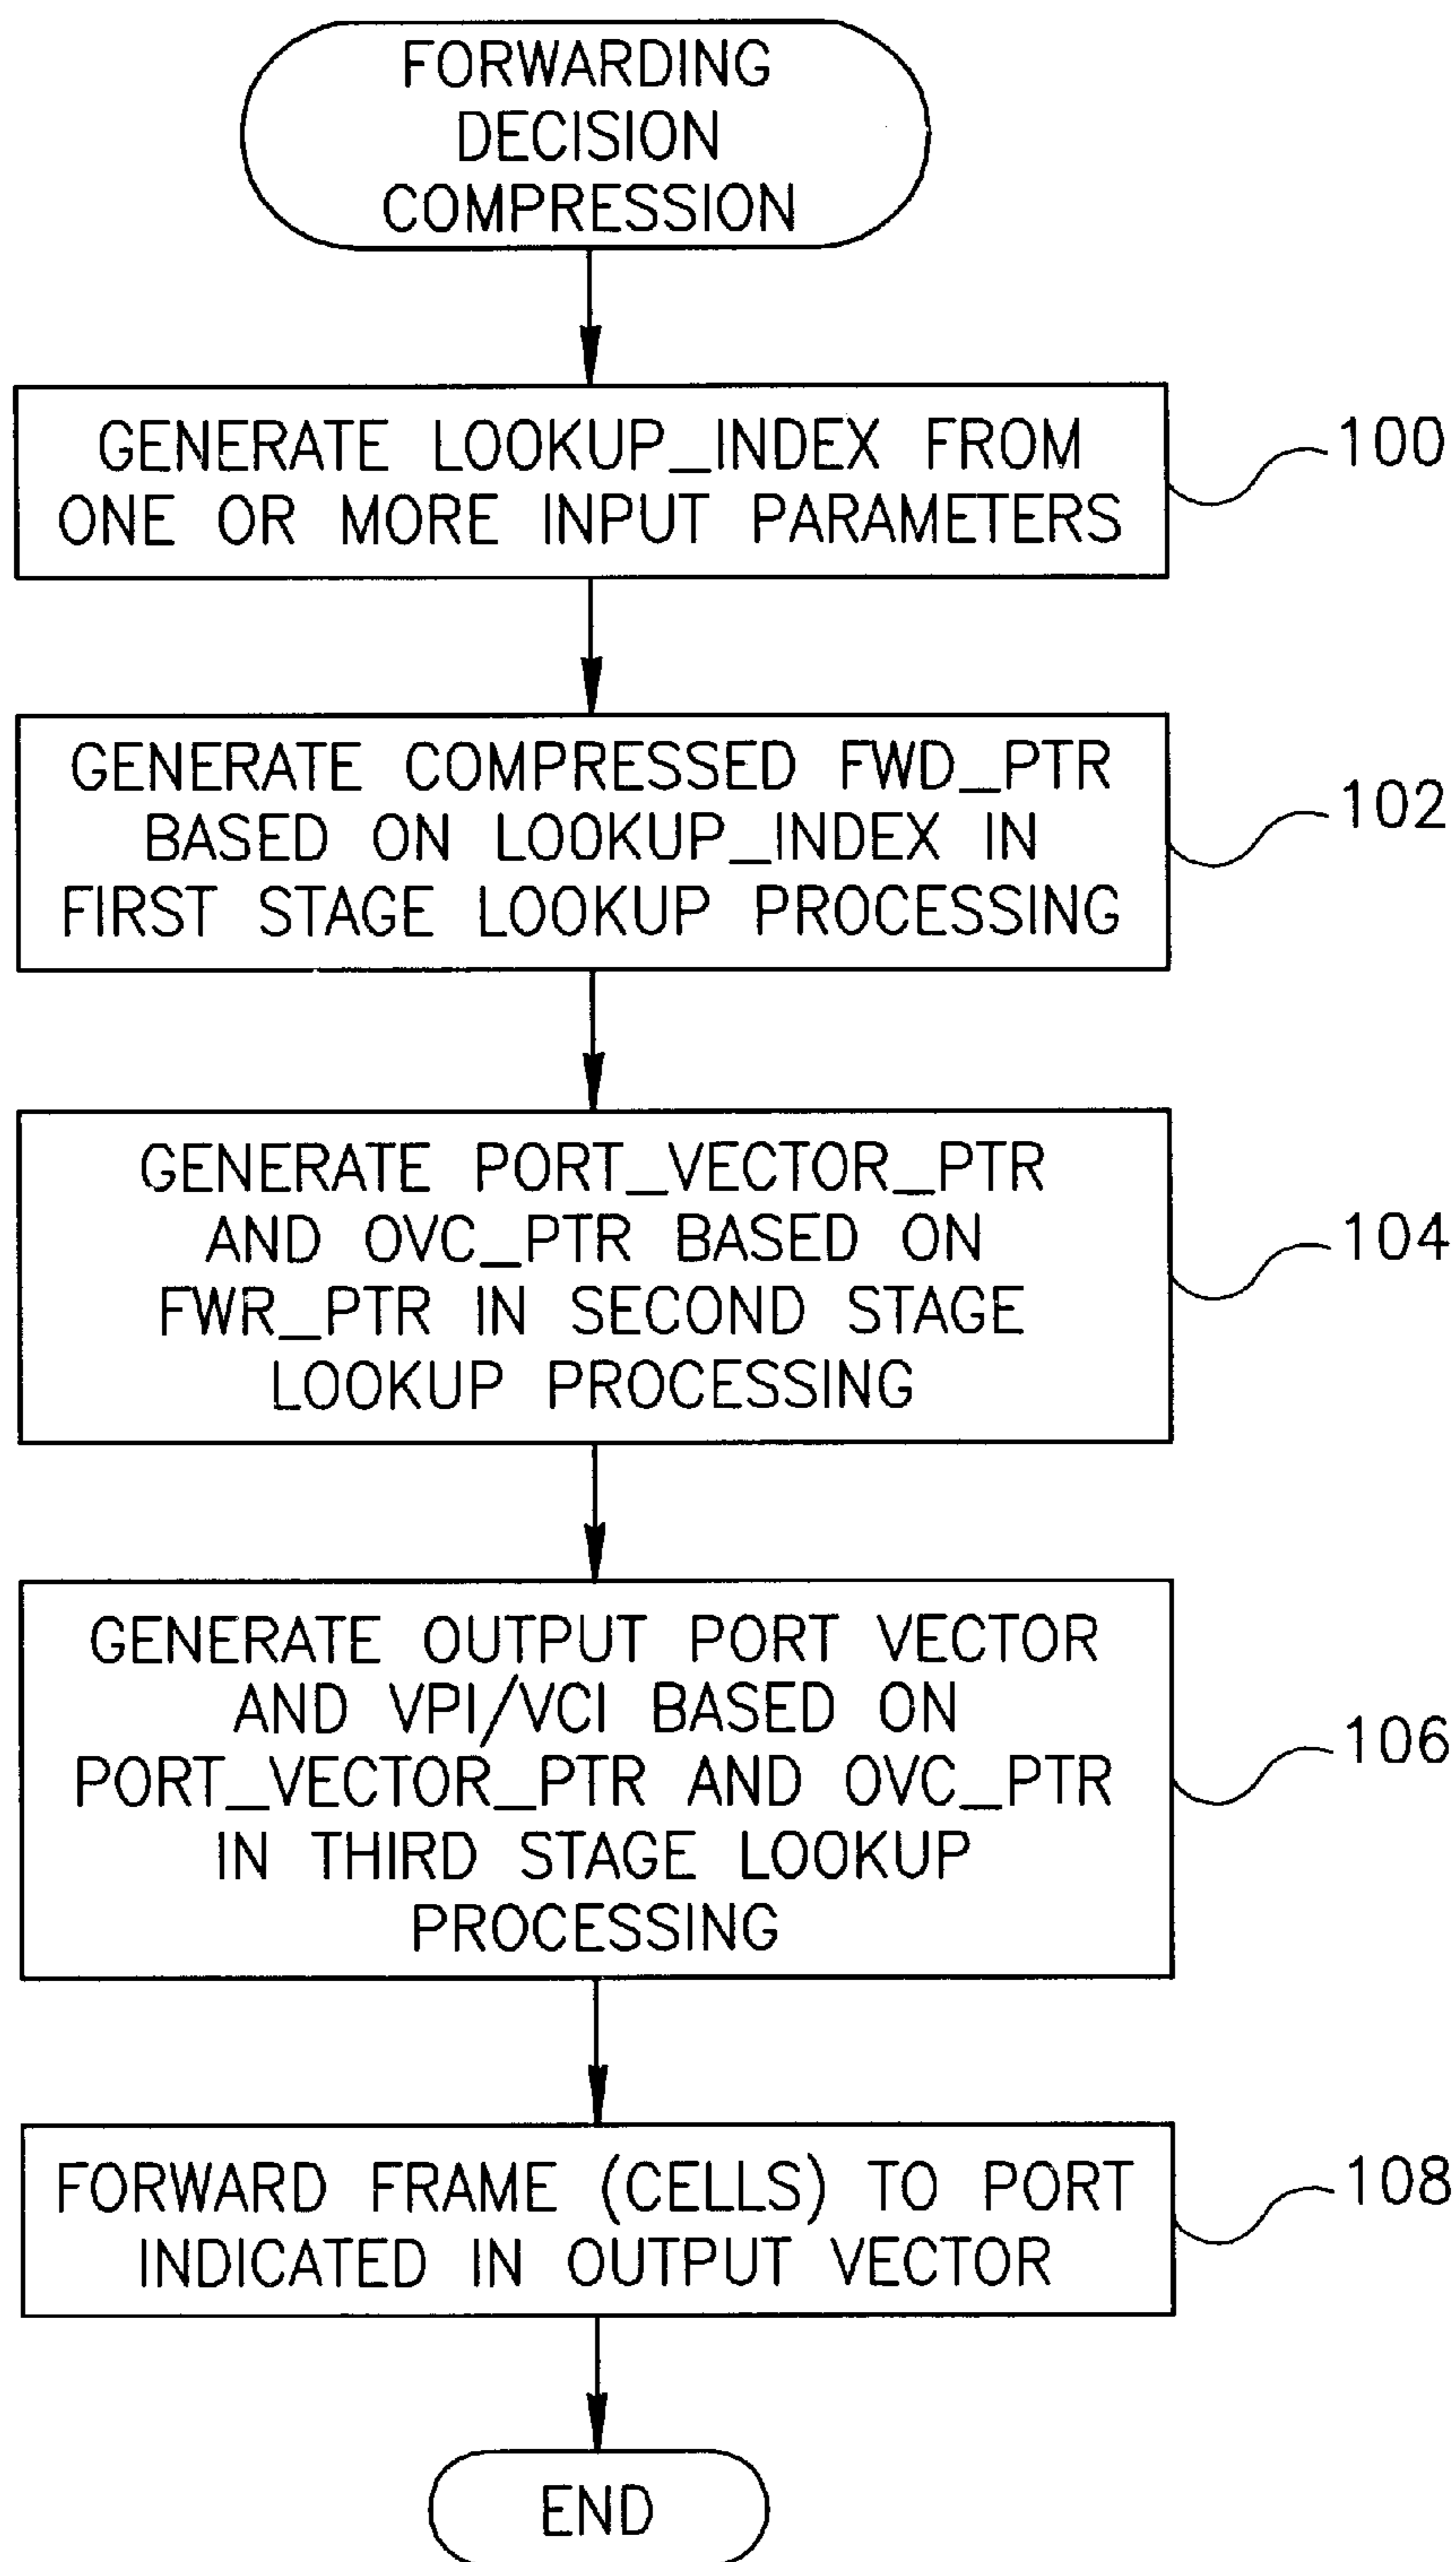 FORWARDING
DECISION
COMPRESSION
GENERATE LOOKUP_INDEX FROM
ONE OR MORE INPUT PARAMETERS
100
GENERATE COMPRESSED FWD_PTR
BASED ON LOOKUP_INDEX IN
FIRST STAGE LOOKUP PROCESSING
102
GENERATE PORT_VECTOR_PTR
AND OVC_PTR BASED ON
FWR_PTR IN SECOND STAGE
LOOKUP PROCESSING
104
GENERATE OUTPUT PORT VECTOR
AND VPI/VCI BASED ON
PORT_VECTOR_PTR AND OVC_PTR
IN THIRD STAGE LOOKUP
PROCESSING
106
FORWARD FRAME (CELLS) TO PORT
INDICATED IN OUTPUT VECTOR
108
END